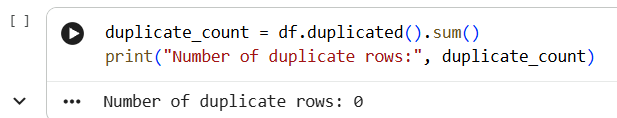 [ ]
duplicate_count = df.duplicated().sum()
print("Number of duplicate rows:", duplicate_count)
Number of duplicate rows: 0